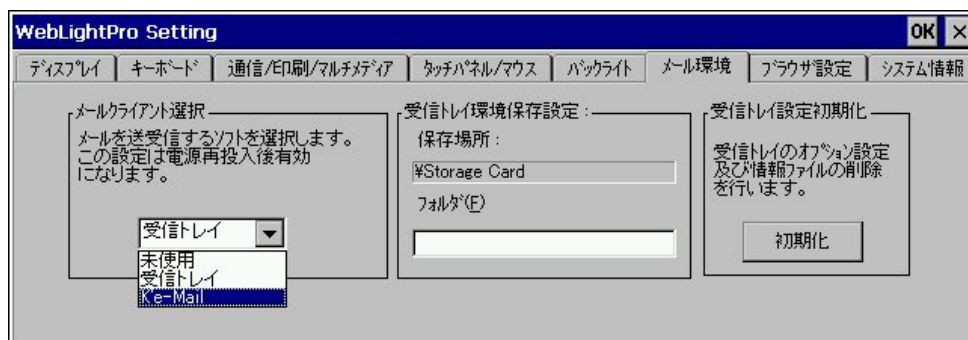 WebLightPro Setting
OK ×
ﾃﾞｨｽﾌﾟﾚｲ ｷｰﾎﾞｰﾄﾞ 通信/印刷/ﾏﾙﾁﾒﾃﾞｨｱ ﾀｯﾁﾊﾟﾈﾙ/ﾏｳｽ ﾊﾞｯｸﾗｲﾄ ﾒｰﾙ環境 ﾌﾞﾗｳｻﾞ設定 ｼｽﾃﾑ情報
ﾒｰﾙｸﾗｲｱﾝﾄ選択
ﾒｰﾙを送受信するｿﾌﾄを選択します。
この設定は電源再投入後有効
になります。
受信トレイ
未使用
受信トレイ
K'e-Mail
受信ﾄﾚｲ環境保存設定：
保存場所：
¥Storage Card
ﾌｫﾙﾀﾞ(F)
受信ﾄﾚｲ設定初期化
受信ﾄﾚｲのｵﾌﾟｼｮﾝ設定
及び情報ﾌｧｲﾙの削除
を行います。
初期化